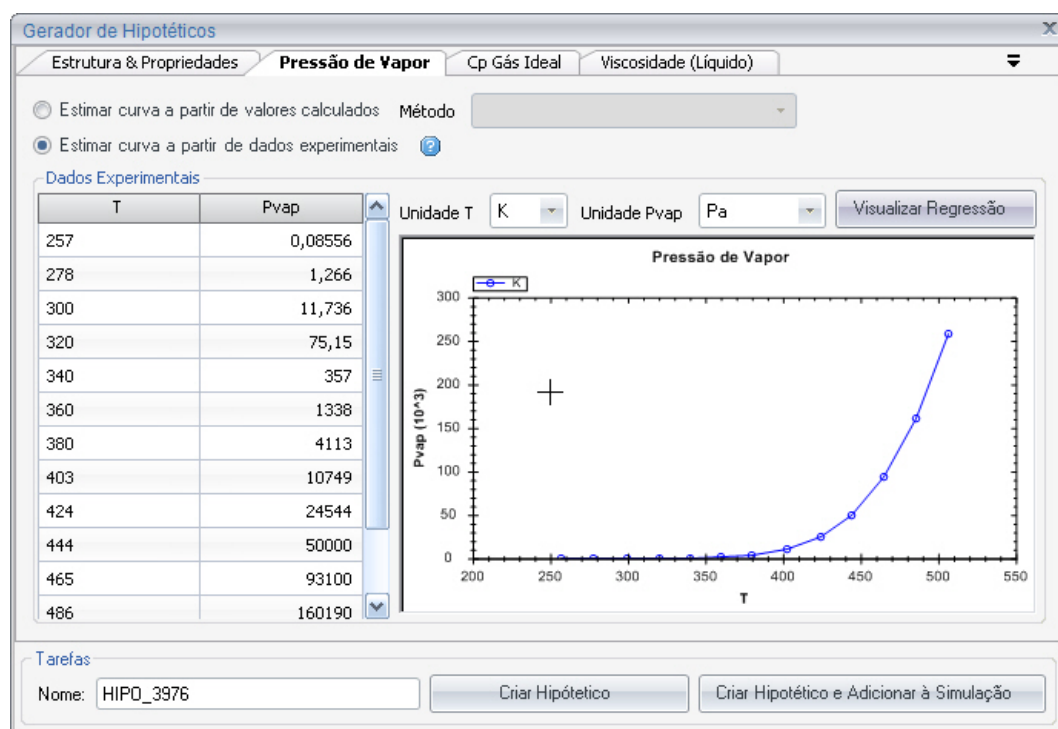 Gerador de Hipotéticos
Estrutura & Propriedades Pressão de Vapor Cp Gás Ideal Viscosidade (Líquido)
Estimar curva a partir de valores calculados Método
Estimar curva a partir de dados experimentais
Dados Experimentais
T Pvap
257 0,08556
278 1,266
300 11,736
320 75,15
340 357
360 1338
380 4113
403 10749
424 24544
444 50000
465 93100
486 160190
Unidade T K Unidade Pvap Pa Visualizar Regressão
Pressão de Vapor
K
300
250
200
150
100
50
0
Pvap (10^3)
200 250 300 350 400 450 500 550
T
Tarefas
Nome: HIPO_3976 Criar Hipótetico Criar Hipotético e Adicionar à Simulação